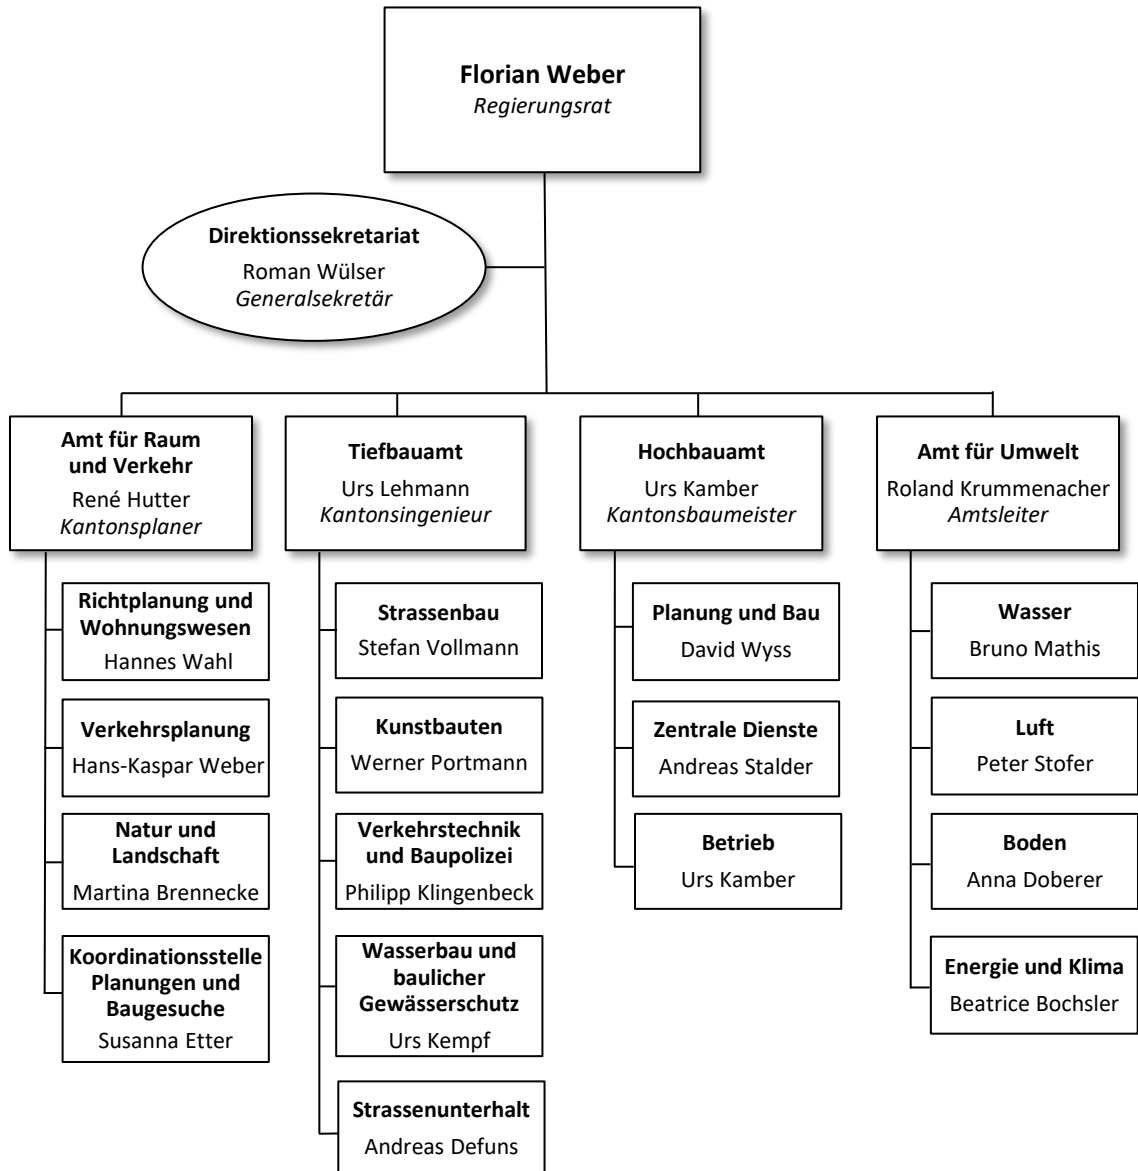 Florian Weber
Regierungsrat
Direktionssekretariat
Roman Wülser
Generalsekretär
Amt für Raum
und Verkehr
René Hutter
Kantonsplaner
Richtplanung und
Wohnungswesen
Hannes Wahl
Verkehrsplanung
Hans-Kaspar Weber
Natur und
Landschaft
Martina Brennecke
Koordinationsstelle
Planungen und
Baugesuche
Susanna Etter
Tiefbauamt
Urs Lehmann
Kantonsingenieur
Strassenbau
Stefan Vollmann
Kunstbauten
Werner Portmann
Verkehrstechnik
und Baupolizei
Philipp Klingenbeck
Wasserbau und
baulicher
Gewässerschutz
Urs Kempf
Strassenunterhalt
Andreas Defuns
Hochbauamt
Urs Kamber
Kantonsbaumeister
Planung und Bau
David Wyss
Zentrale Dienste
Andreas Stalder
Betrieb
Urs Kamber
Amt für Umwelt
Roland Krummenacher
Amtsleiter
Wasser
Bruno Mathis
Luft
Peter Stofer
Boden
Anna Doberer
Energie und Klima
Beatrice Bochsler